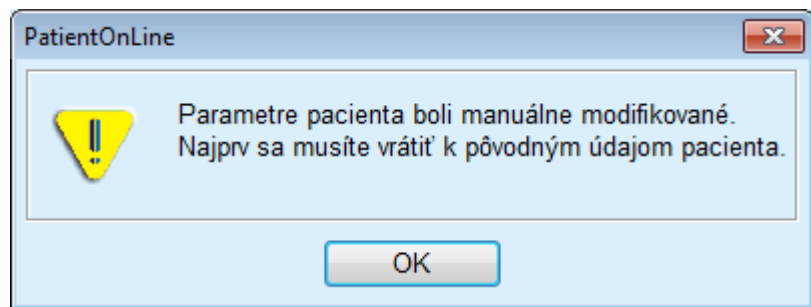 PatientOnLine
Parametre pacienta boli manuálne modifikované.
Najprv sa musíte vrátiť k pôvodným údajom pacienta.
OK